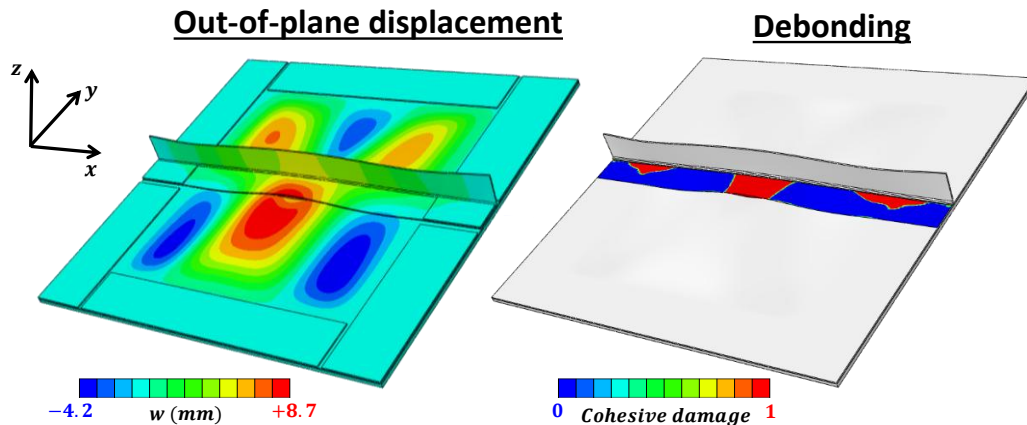 Out-of-plane displacement
Debonding
z
y
x
−4.2
w (mm)
+8.7
0
Cohesive damage
1